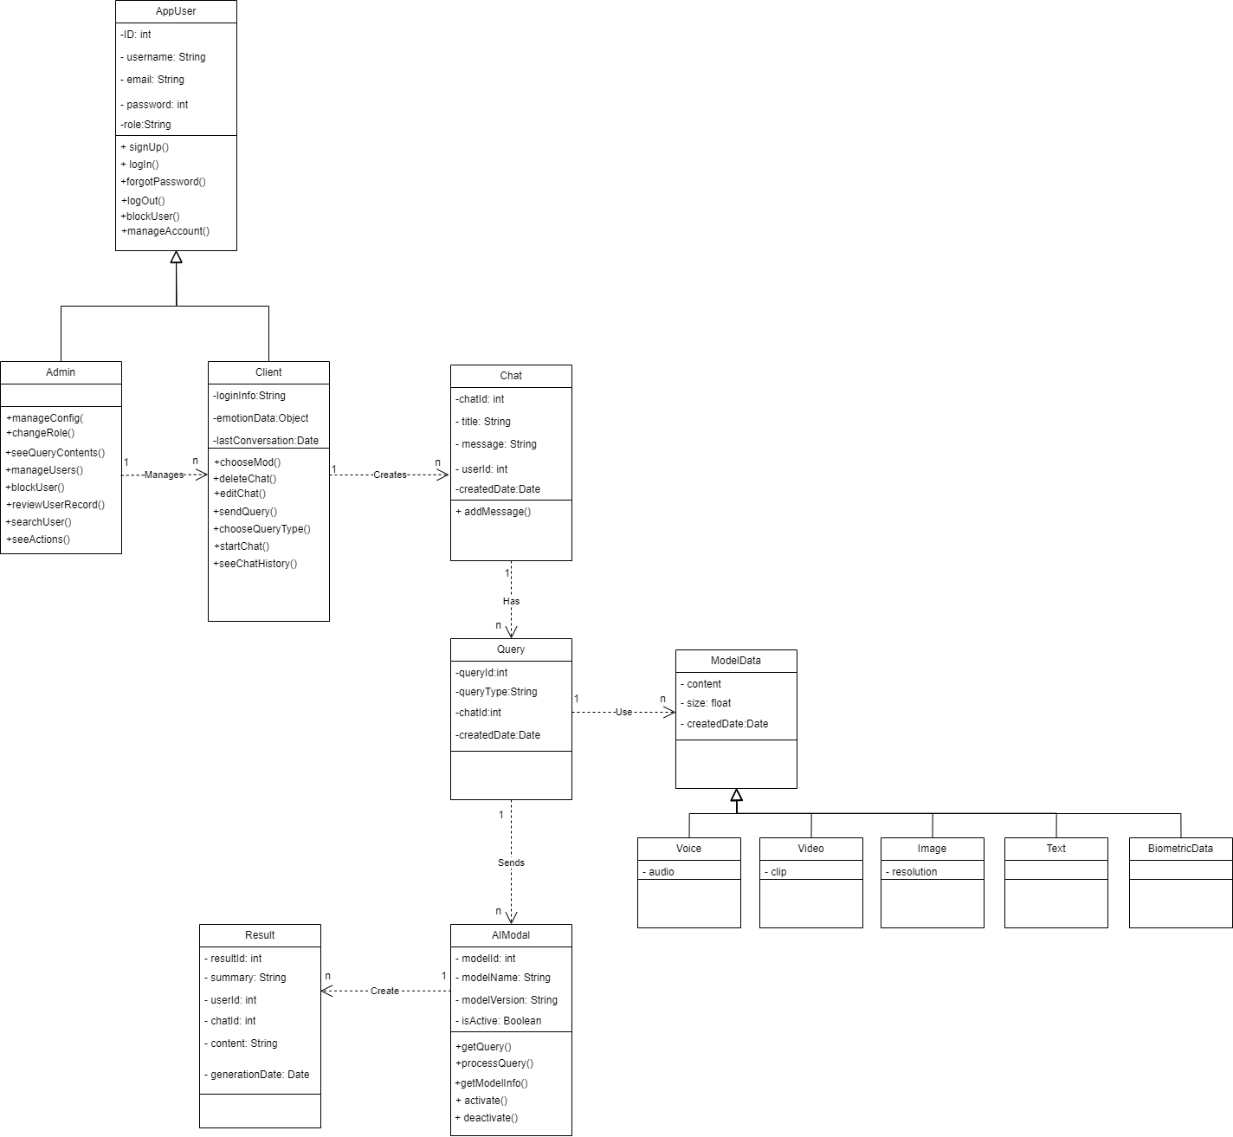 AppUser
-ID: int
- username: String
- email: String
- password: int
-role:String
+ signUp()
+ logIn()
+forgotPassword()
+logOut()
+blockUser()
+manageAccount()
Admin
+manageConfig(
+changeRole()
+seeQueryContents()
+manageUsers()
+blockUser()
+reviewUserRecord()
+searchUser()
+seeActions()
1
Manages
n
Client
-loginInfo:String
-emotionData:Object
-lastConversation:Date
+chooseMod()
+deleteChat()
+editChat()
+sendQuery()
+chooseQueryType()
+startChat()
+seeChatHistory()
1
Creates
n
Chat
-chatId: int
- title: String
- message: String
- userId: int
-createdDate:Date
+ addMessage()
1
Has
n
Query
-queryId:int
-queryType:String
-chatId:int
-createdDate:Date
1
Use
n
ModelData
- content
- size: float
- createdDate:Date
Voice
- audio
Video
- clip
Image
- resolution
Text
BiometricData
1
Sends
n
AIModal
- modelId: int
- modelName: String
- modelVersion: String
- isActive: Boolean
+getQuery()
+processQuery()
+getModelInfo()
+ activate()
+ deactivate()
1
Create
n
Result
- resultId: int
- summary: String
- userId: int
- chatId: int
- content: String
- generationDate: Date